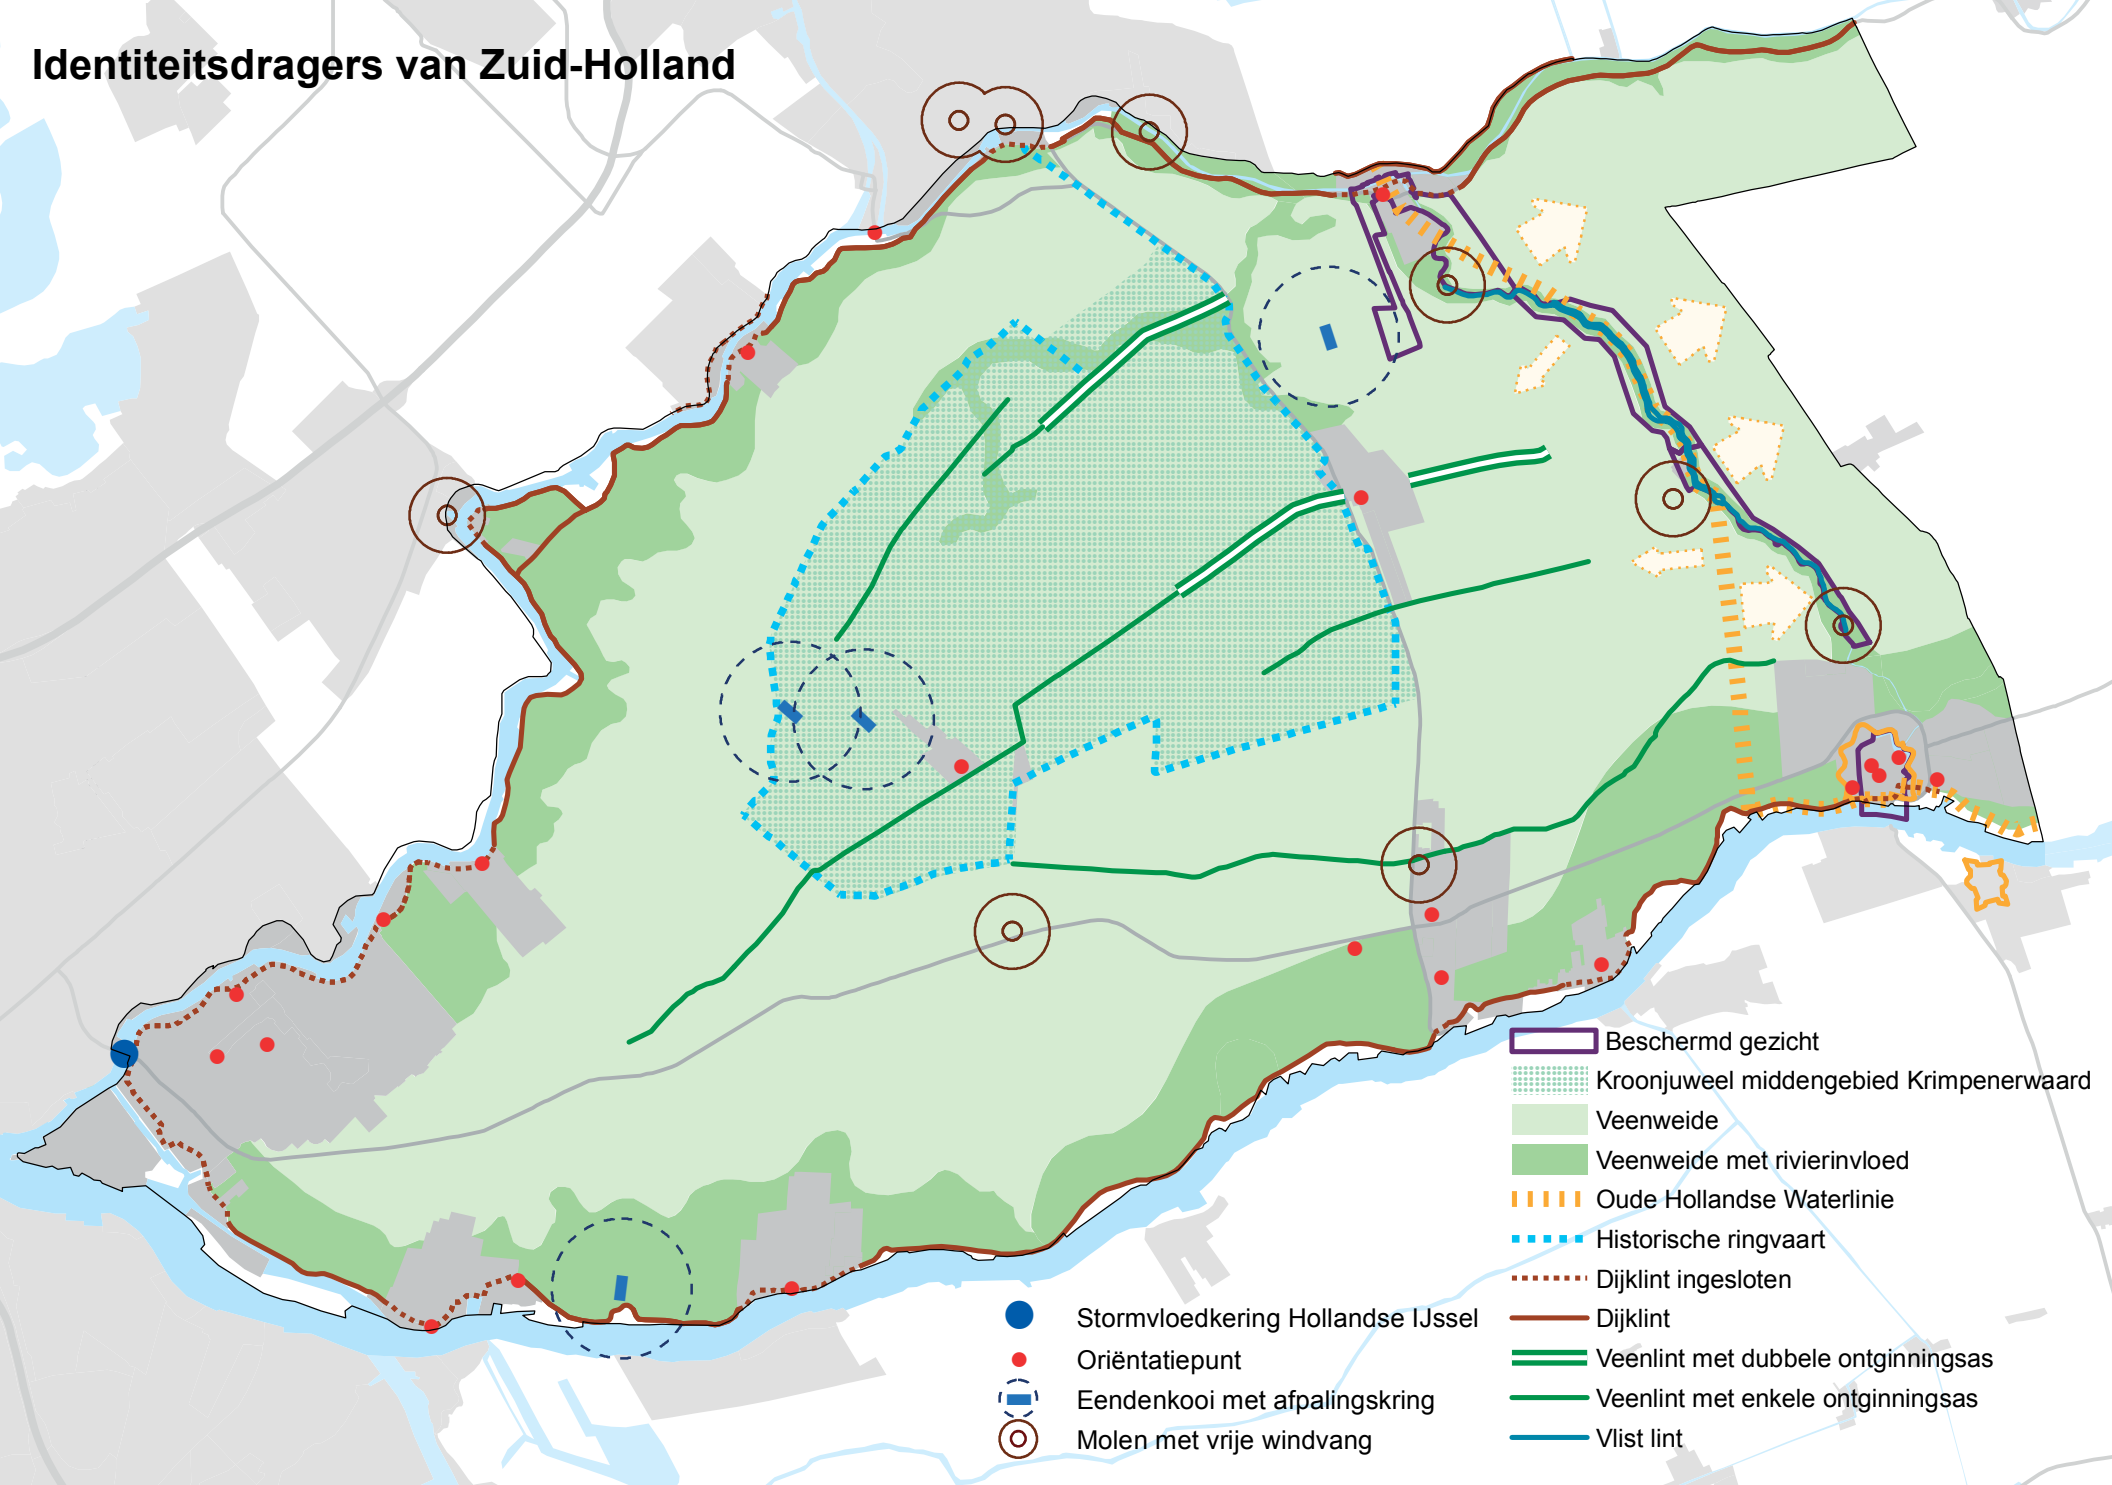 Identiteitsdragers van Zuid-Holland
Beschermd gezicht
Kroonjuweel middengebied Krimpenerwaard
Veenweide
Veenweide met rivierinvloed
Oude Hollandse Waterlinie
Historische ringvaart
Dijklint ingesloten
Dijklint
Veenlint met dubbele ontginningsas
Veenlint met enkele ontginningsas
Vlist lint
Stormvloedkering Hollandse IJssel
Oriëntatiepunt
Eendenkooi met afpalingskring
Molen met vrije windvang